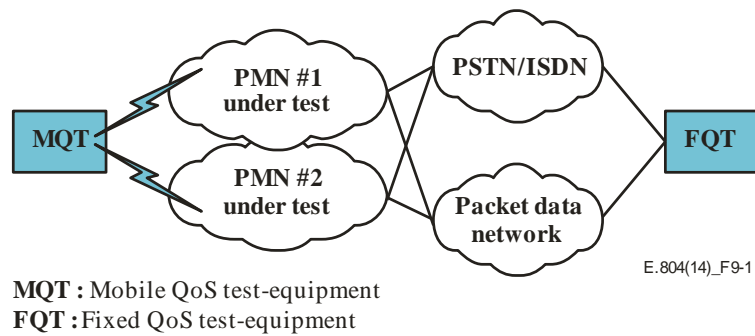 PMN #1
under test
PSTN/ISDN
MQT
FQT
PMN #2
under test
Packet data
network
E.804(14)_F9-1
MQT : Mobile QoS test-equipment
FQT :Fixed QoS test-equipment